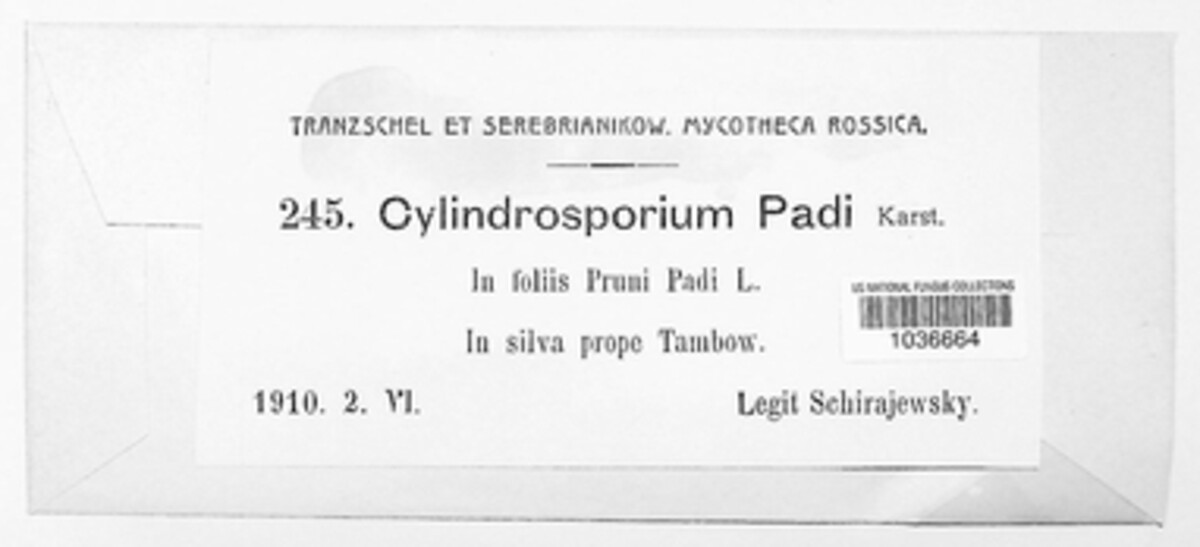 TRANZSCHEL ET SEREBRIANIKOW. MYCOTHECA ROSSICA.
245. Cylindrosporium Padi Karst.
In foliis Pruni Padi L.
US NATIONAL FUNGUS COLLECTIONS
1036664
In silva prope Tambow.
1910. 2. VI.
Legit Schirajewsky.